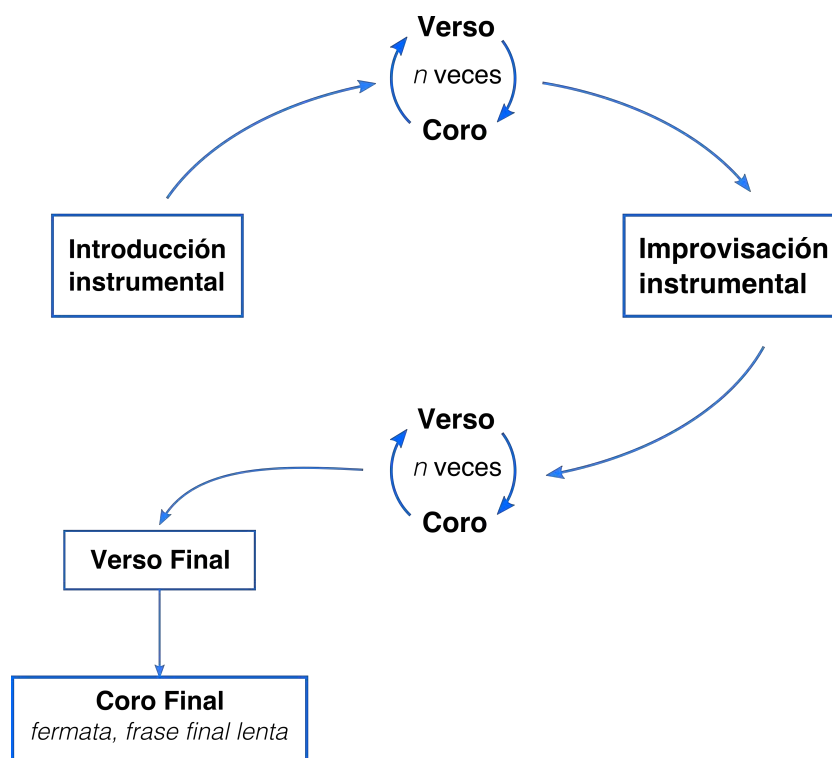 Verso
n veces
Coro
Introducción
instrumental
Improvisación
instrumental
Verso
n veces
Coro
Verso Final
Coro Final
fermata, frase final lenta